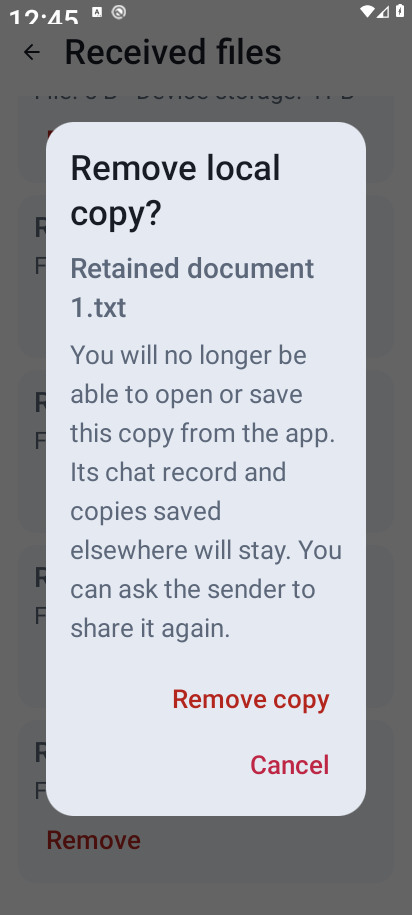 12:45
Received files
Remove local
copy?
Retained document
1.txt
You will no longer be
able to open or save
this copy from the app.
Its chat record and
copies saved
elsewhere will stay. You
can ask the sender to
share it again.
Remove copy
Cancel
Remove